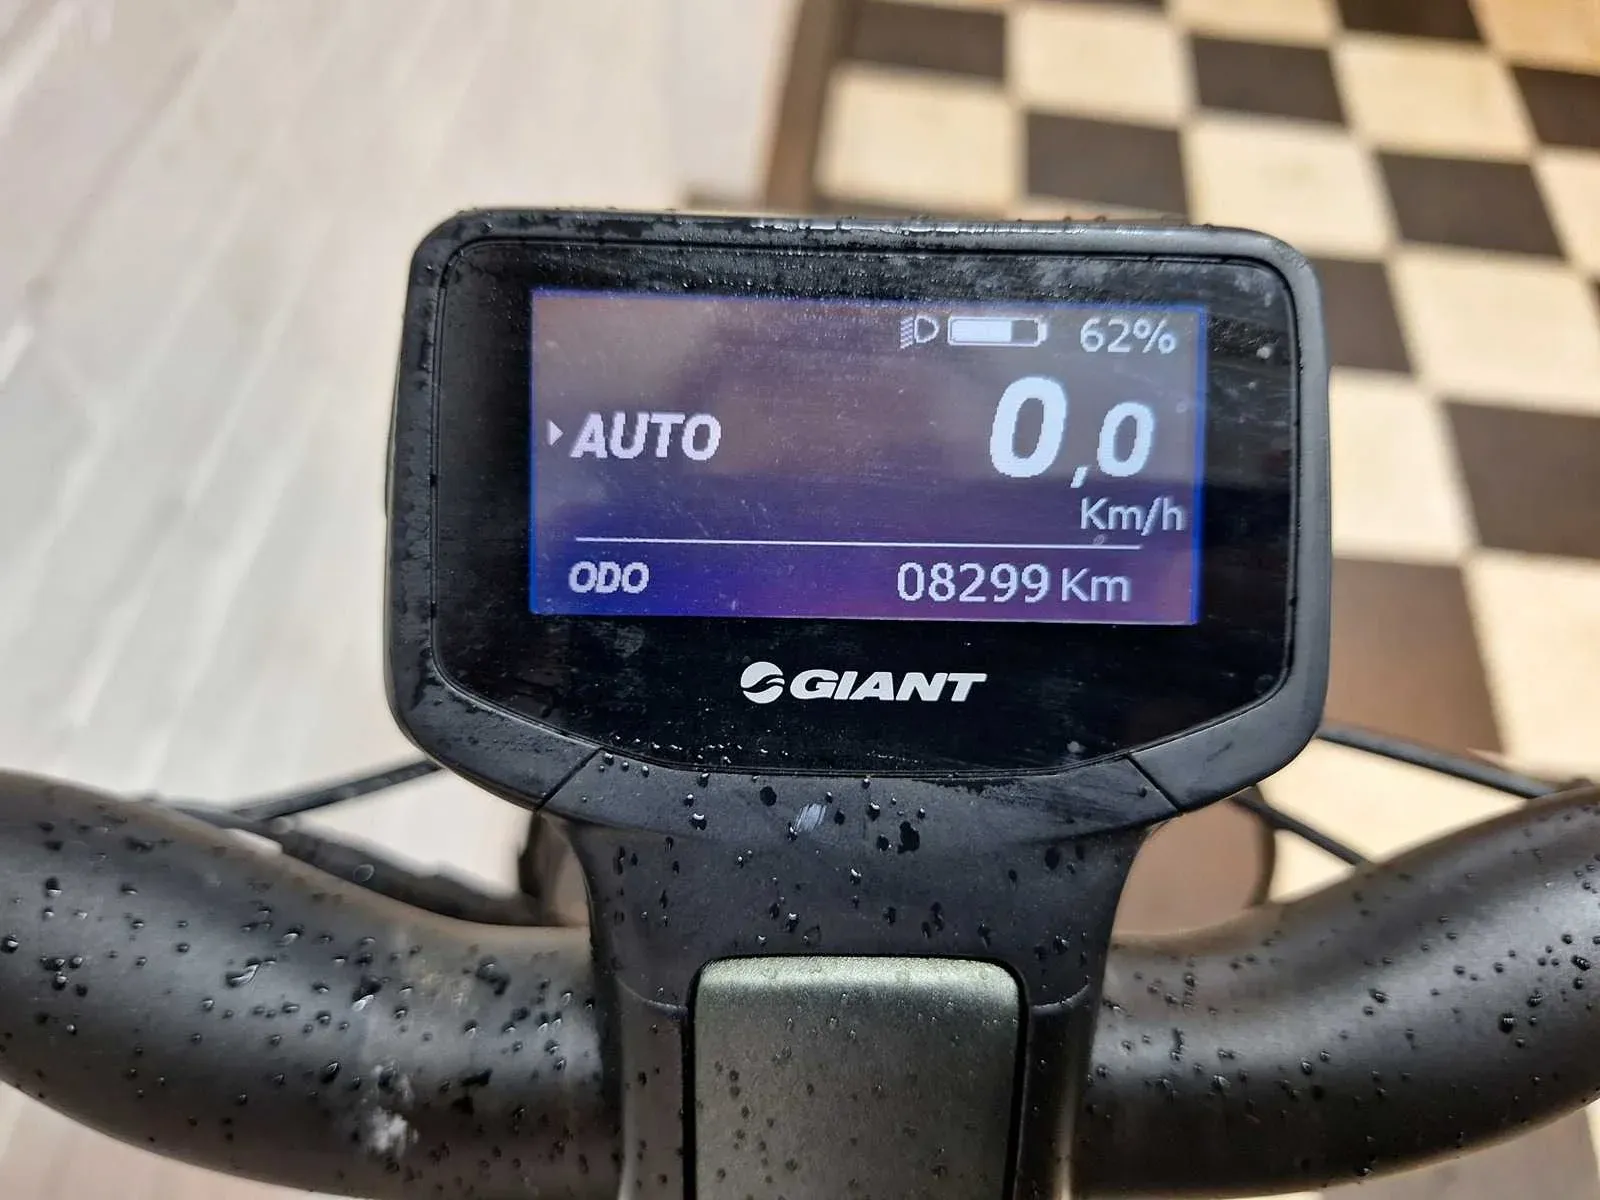 62%
AUTO
0,0
Km/h
ODO 08299 Km
GIANT